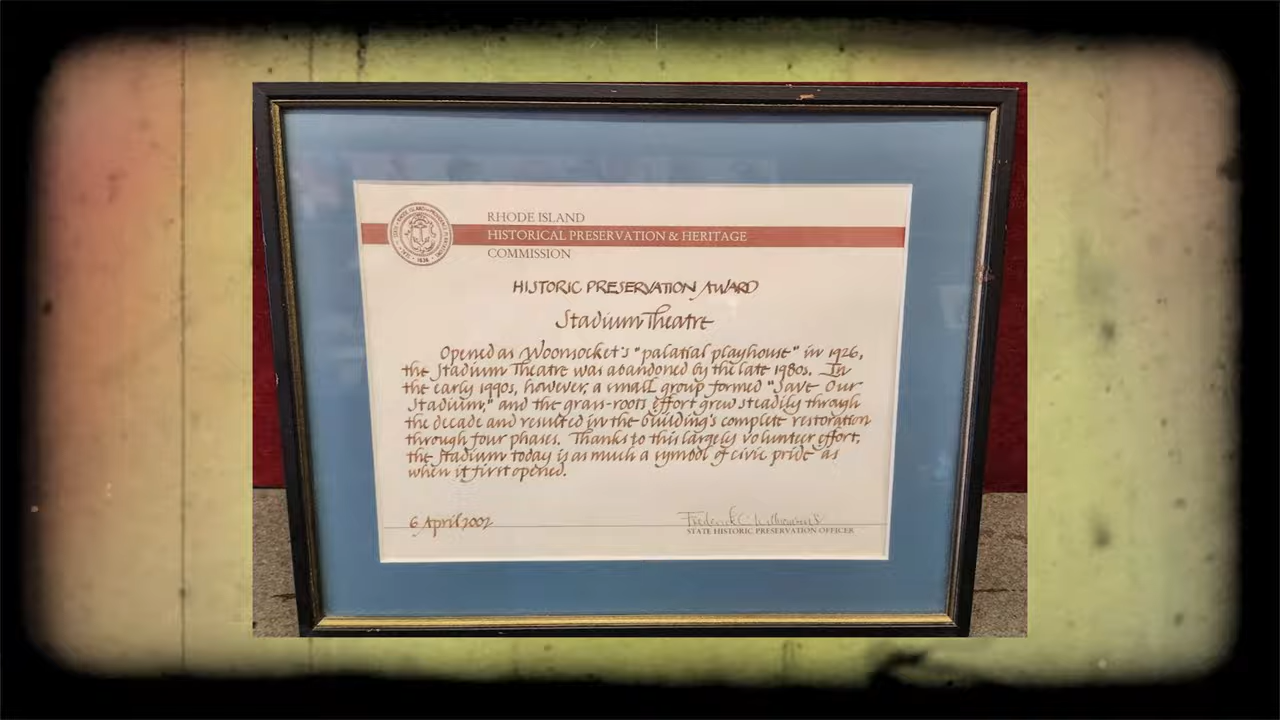 RHODE ISLAND
HISTORICAL PRESERVATION & HERITAGE
COMMISSION
HISTORIC PRESERVATION AWARD
Stadium Theatre
Opened as Woonsocket's "palatial playhouse" in 1926,
the Stadium Theatre was abandoned by the late 1980s. In
the early 1990s, however, a small group formed "Save Our
Stadium," and the grass-roots effort grew steadily through
the decade and resulted in the building's complete restoration
through four phases. Thanks to this largely volunteer effort,
the Stadium today is as much a symbol of civic pride as
when it first opened.
6 April 2002
Frederick C.
STATE HISTORIC PRESERVATION OFFICER